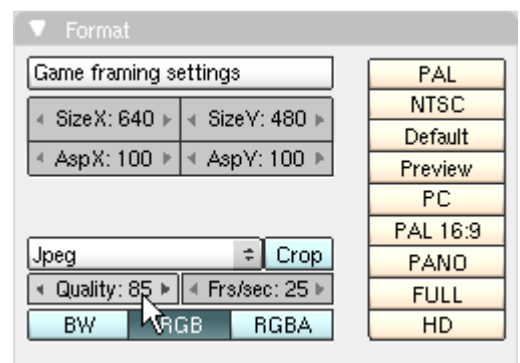 Format
Game framing settings
SizeX: 640 SizeY: 480
AspX: 100 AspY: 100
Jpeg Crop
Quality: 85 Frs/sec: 25
BW RGB RGBA
PAL
NTSC
Default
Preview
PC
PAL 16:9
PANO
FULL
HD